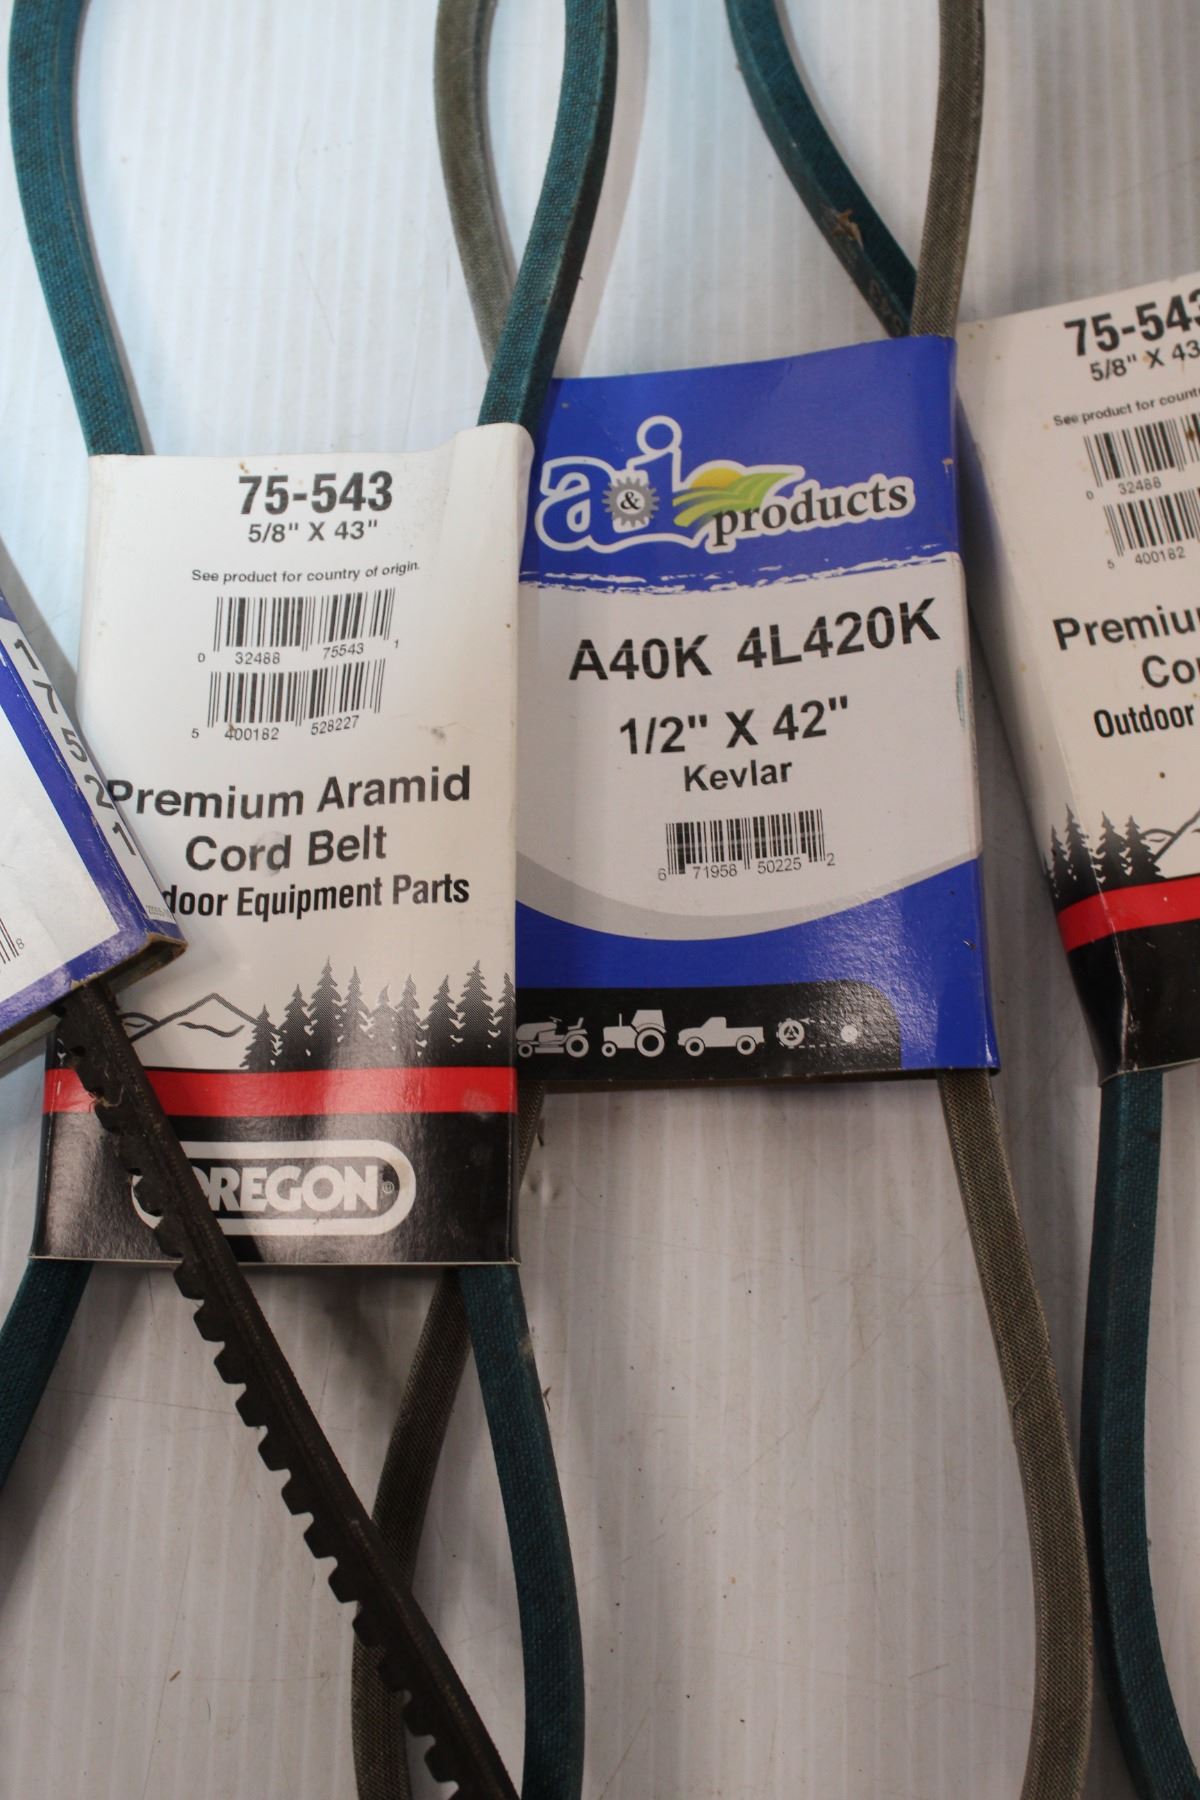 75-543
5/8" X 43"
See product for country of origin.
0 32488 75543 1
5 400182 528227
Premium Aramid
Cord Belt
door Equipment Parts
OREGON
17521
8
a&i products
A40K 4L420K
1/2" X 42"
Kevlar
6 71958 50225 2
75-543
5/8" X 43
See product for count
0 32488
5 400182
Premiu
Co
Outdoor